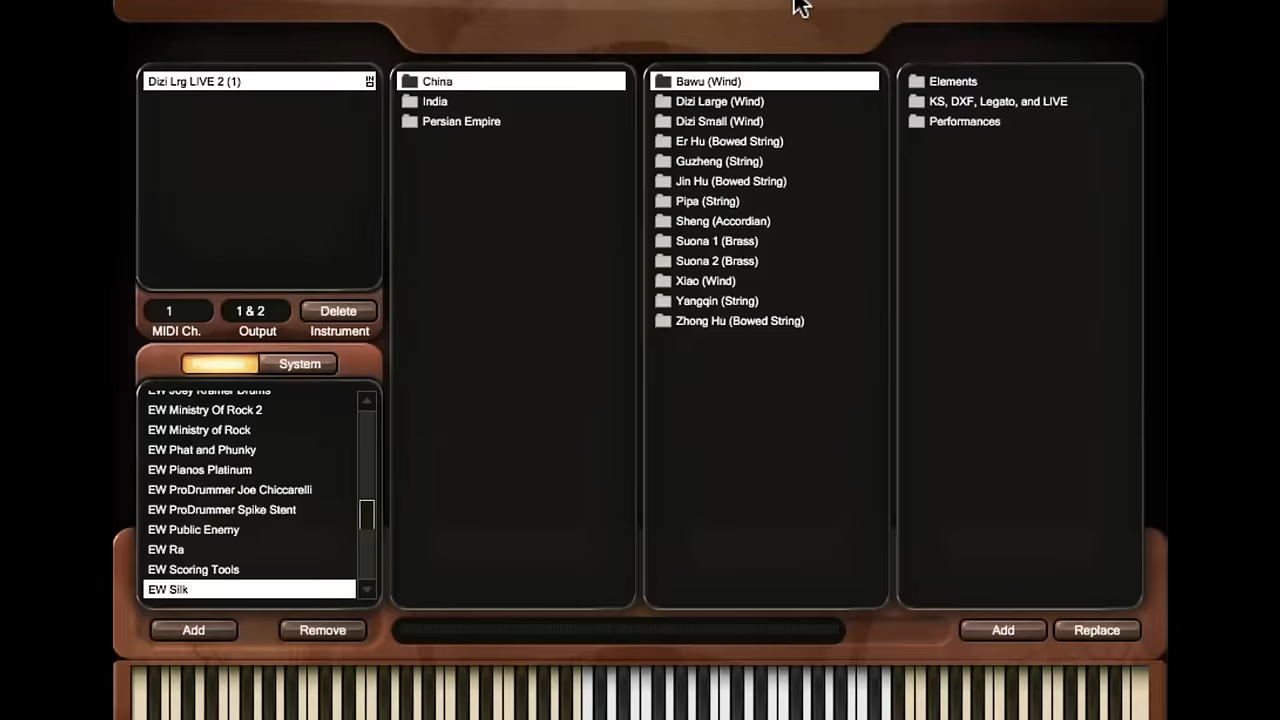 Dizi Lrg LIVE 2 (1)
1
1 & 2
Delete
MIDI Ch.
Output
Instrument
System
EW Joey Kramer Drums
EW Ministry Of Rock 2
EW Ministry of Rock
EW Phat and Phunky
EW Pianos Platinum
EW ProDrummer Joe Chiccarelli
EW ProDrummer Spike Stent
EW Public Enemy
EW Ra
EW Scoring Tools
EW Silk
Add
Remove
China
India
Persian Empire
Bawu (Wind)
Dizi Large (Wind)
Dizi Small (Wind)
Er Hu (Bowed String)
Guzheng (String)
Jin Hu (Bowed String)
Pipa (String)
Sheng (Accordian)
Suona 1 (Brass)
Suona 2 (Brass)
Xiao (Wind)
Yangqin (String)
Zhong Hu (Bowed String)
Elements
KS, DXF, Legato, and LIVE
Performances
Add
Replace